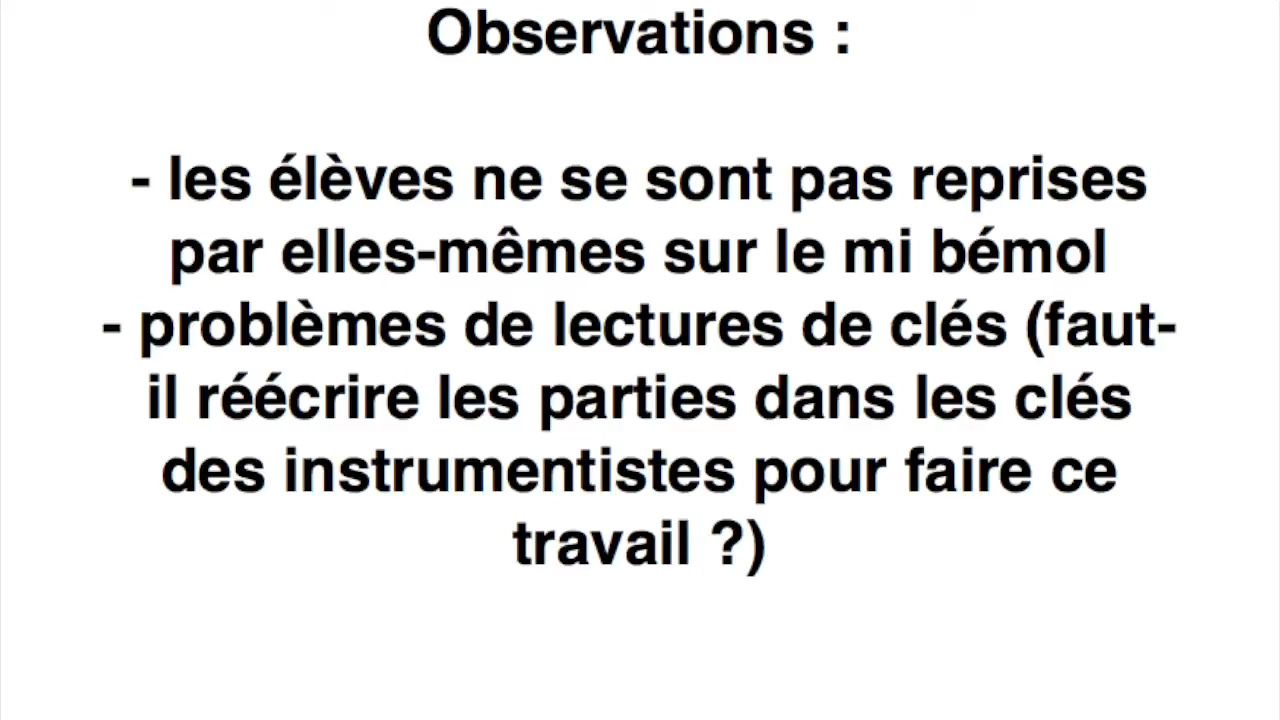 Observations :
- les élèves ne se sont pas reprises
par elles-mêmes sur le mi bémol
- problèmes de lectures de clés (faut-
il réécrire les parties dans les clés
des instrumentistes pour faire ce
travail ?)